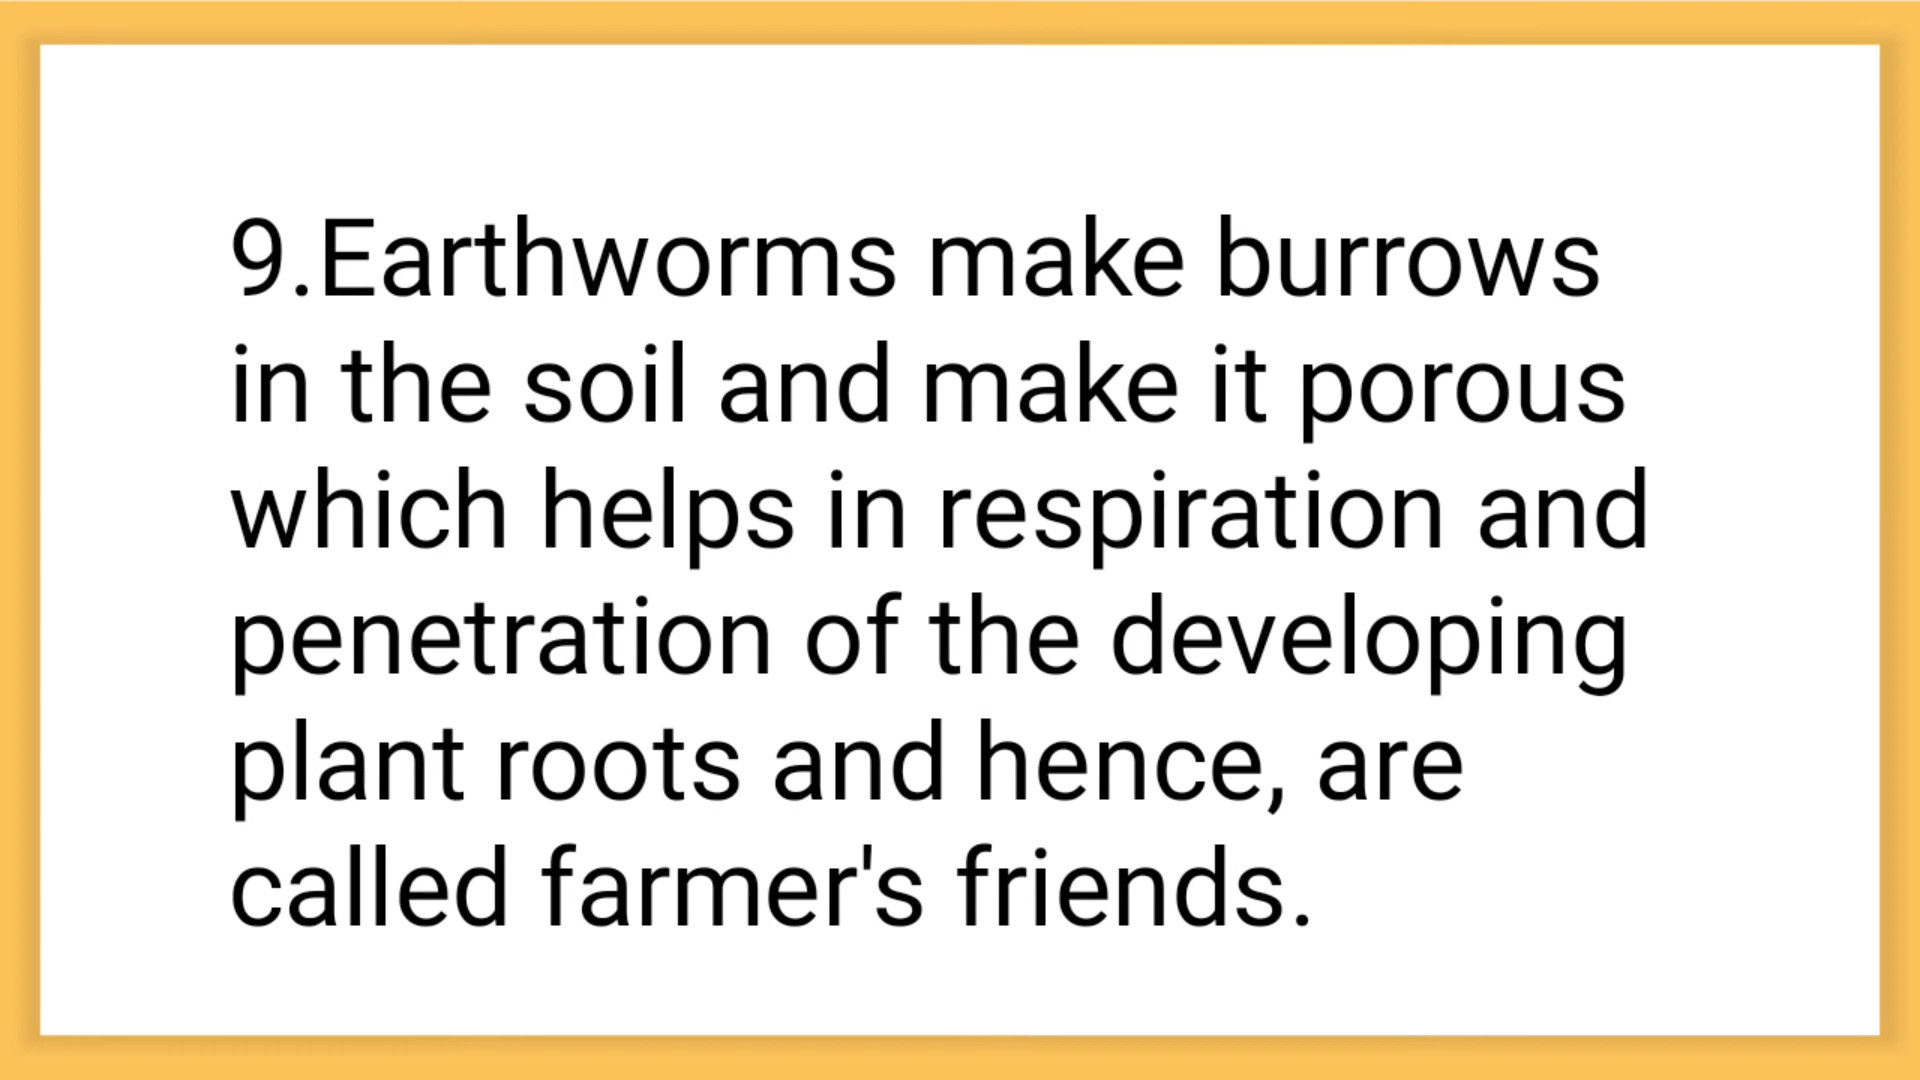 9.Earthworms make burrows
in the soil and make it porous
which helps in respiration and
penetration of the developing
plant roots and hence, are
called farmer's friends.